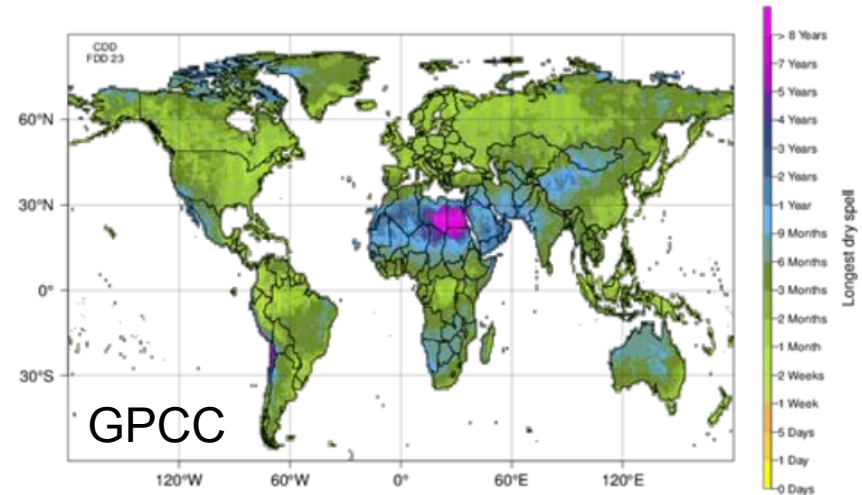 CDD
FDD 23
60°N
30°N
0°
30°S
GPCC
120°W
60°W
0°
60°E
120°E
> 8 Years
7 Years
5 Years
4 Years
3 Years
2 Years
1 Year
9 Months
6 Months
3 Months
2 Months
1 Month
2 Weeks
1 Week
5 Days
1 Day
0 Days
Longest dry spell